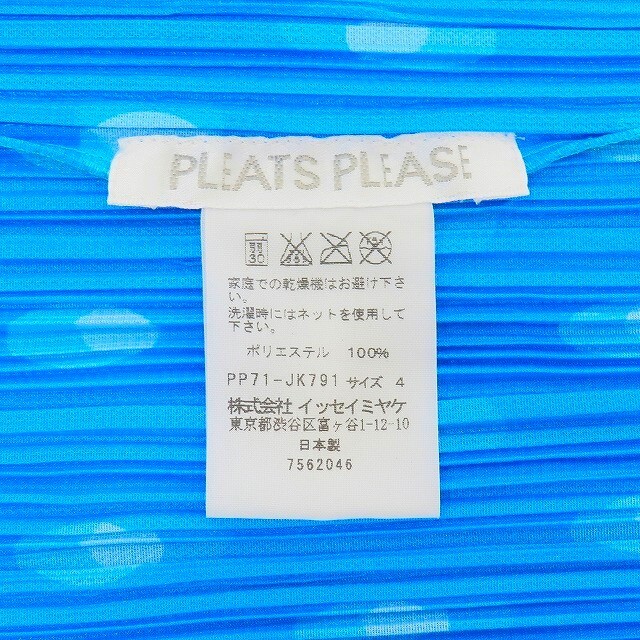 PLEATS PLEASE
家庭での乾燥機はお避け下さ
い。
洗濯時にはネットを使用して
下さい。
ポリエステル 100%
PP71-JK791 サイズ 4
株式会社 イッセイミヤケ
東京都渋谷区富ヶ谷1-12-10
日本製
7562046